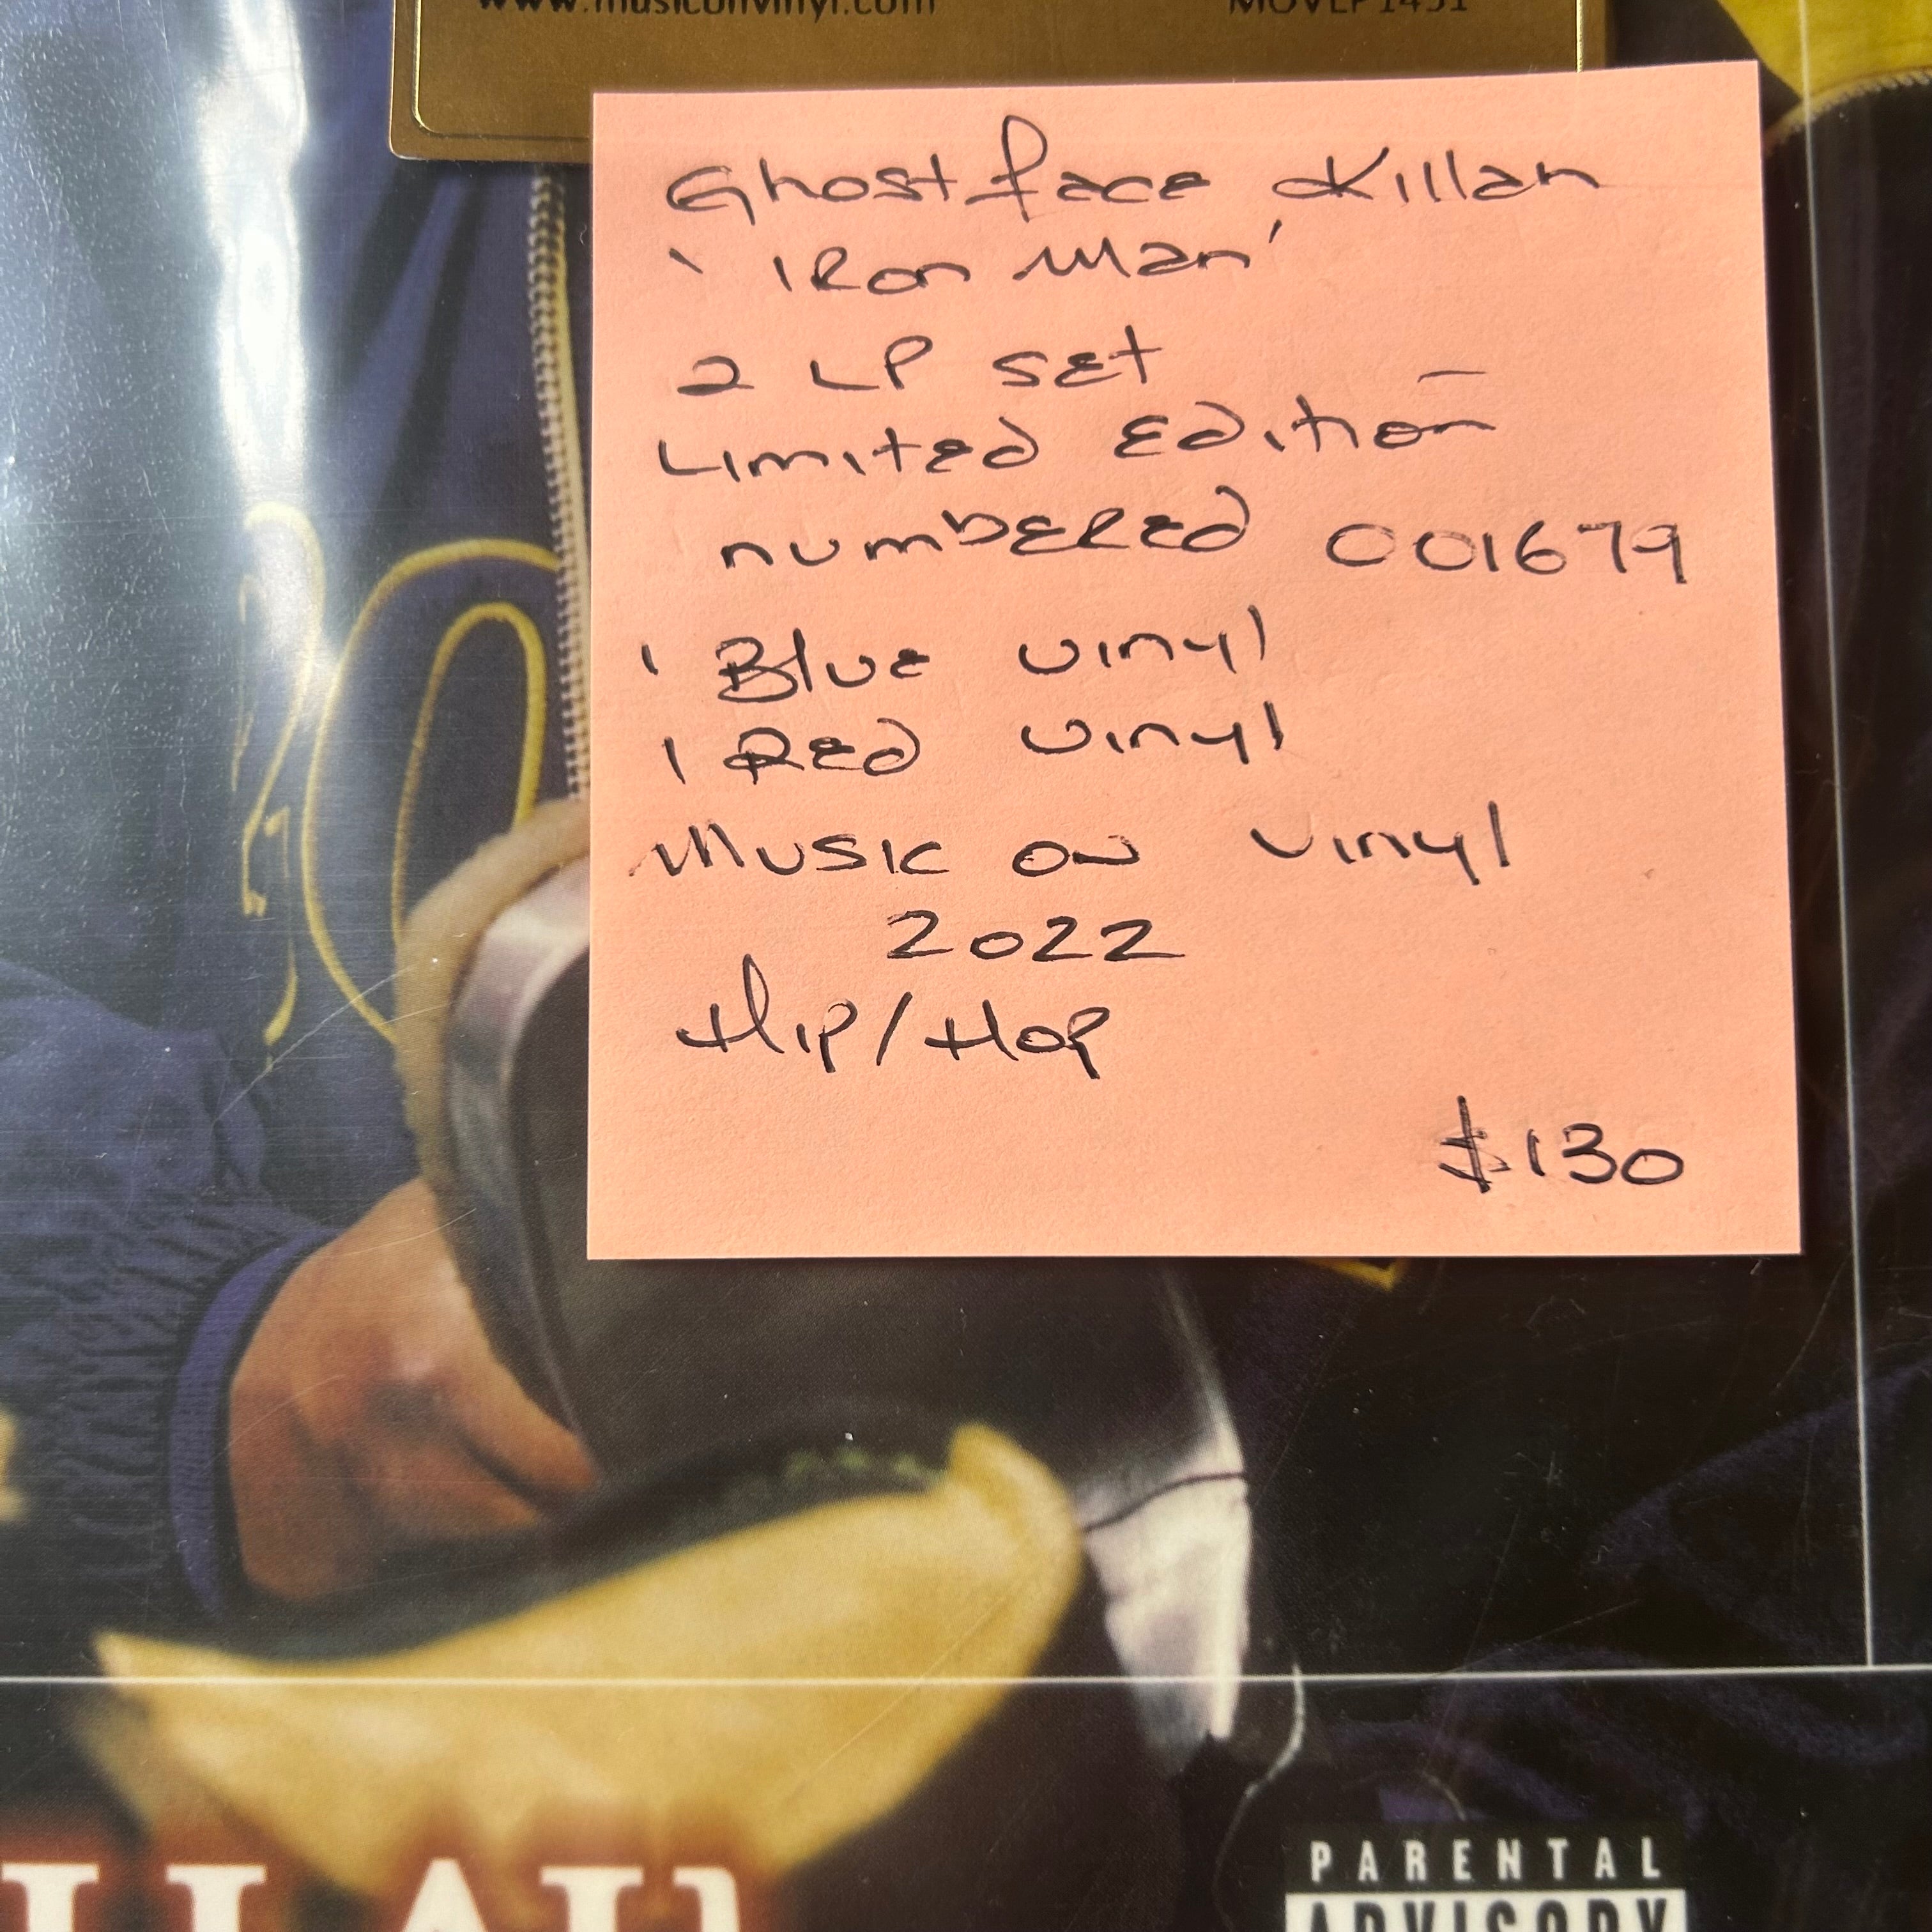 www.musiconvinyl.com MOVLP1451
Ghostface Killah
'Iron Man'
2 LP set
Limited Edition
numbered 001679
1 Blue vinyl
1 Red vinyl
Music on Vinyl
2022
Hip/Hop
$130
PARENTAL
ADVISORY